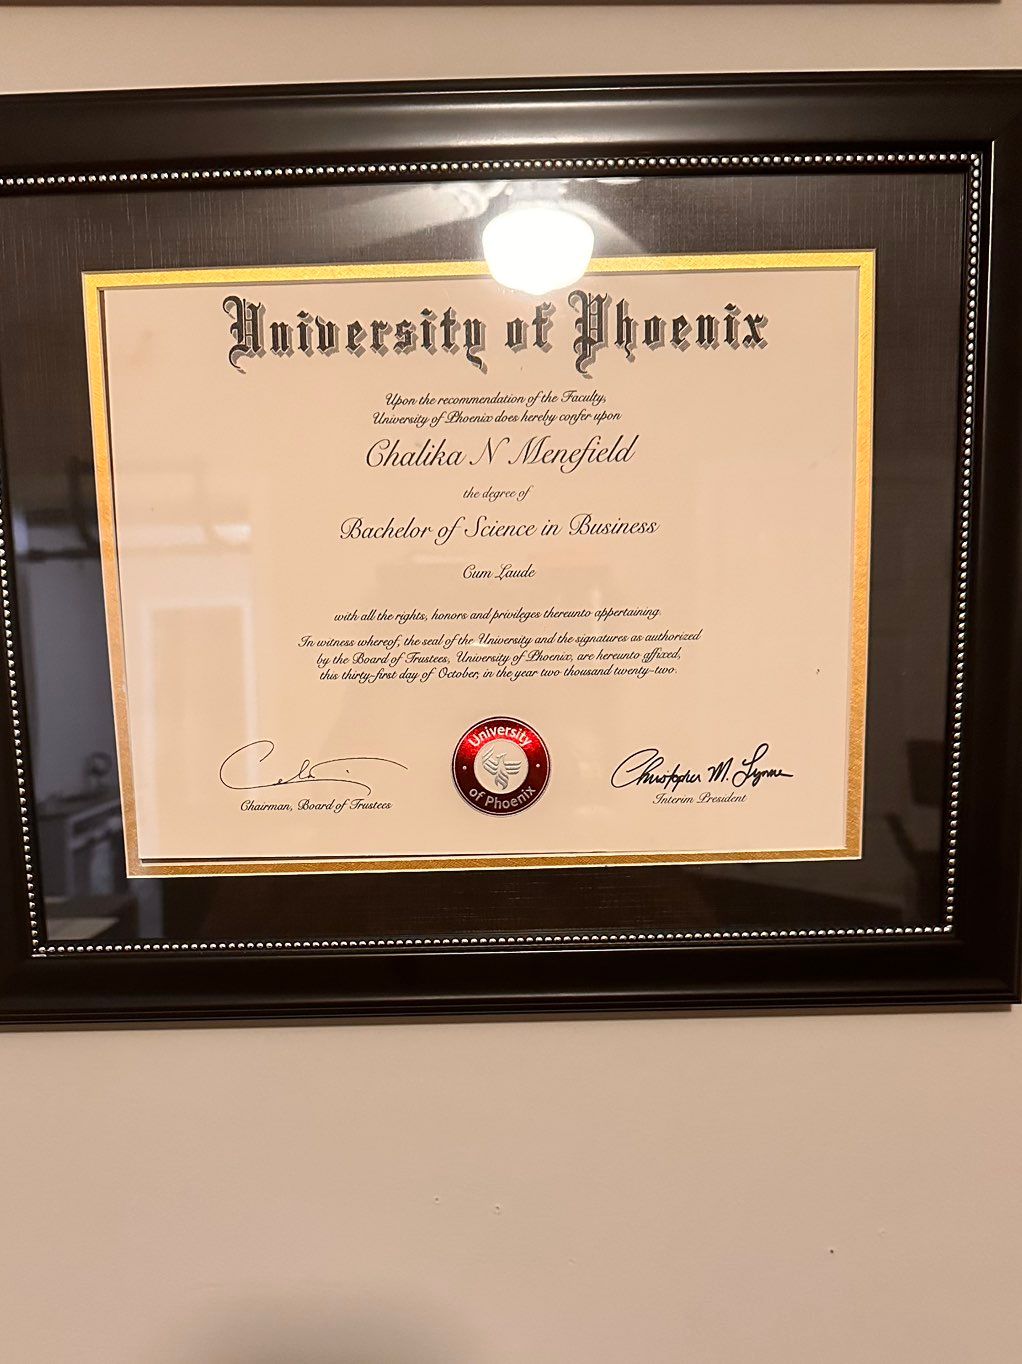 University of Phoenix
Upon the recommendation of the Faculty,
University of Phoenix does hereby confer upon
Chalika N Menefield
the degree of
Bachelor of Science in Business
Cum Laude
with all the rights, honors and privileges thereunto appertaining.
In witness whereof, the seal of the University and the signatures as authorized
by the Board of Trustees, University of Phoenix, are hereunto affixed,
this thirty-first day of October, in the year two thousand twenty-two.
Chairman, Board of Trustees
University
of Phoenix
Christopher M. Lynne
Interim President